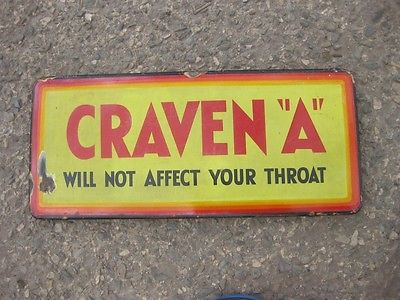 CRAVEN "A"
WILL NOT AFFECT YOUR THROAT